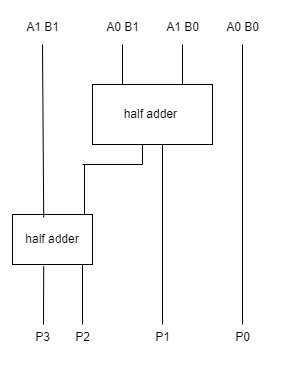 A1 B1 A0 B1 A1 B0 A0 B0
half adder
half adder
P3 P2 P1 P0